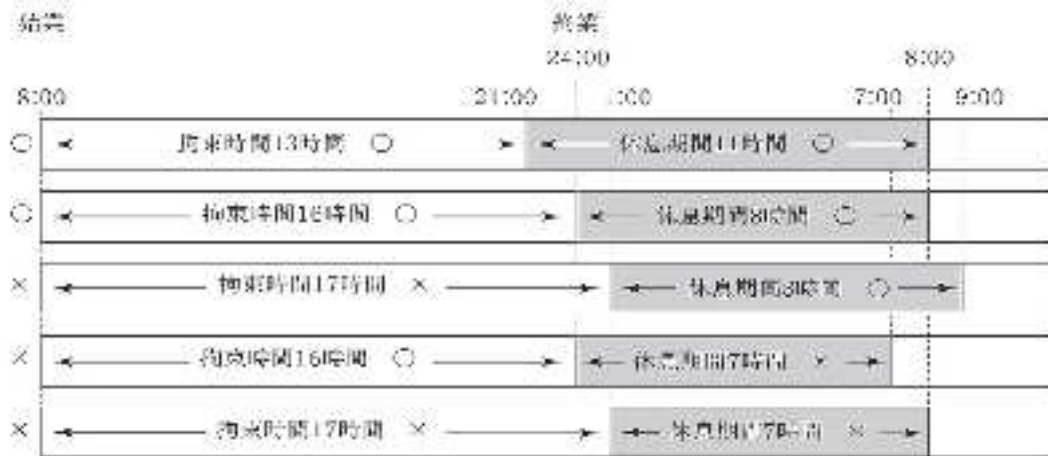 始業 終業
24:00 8:00
8:00 21:00 1:00 7:00 9:00
○ 拘束時間13時間 ○ 休息期間11時間 ○
○ 拘束時間16時間 ○ 休息期間8時間 ○
× 拘束時間17時間 × 休息期間8時間 ○
× 拘束時間16時間 ○ 休息期間7時間 ×
× 拘束時間17時間 × 休息期間7時間 ×